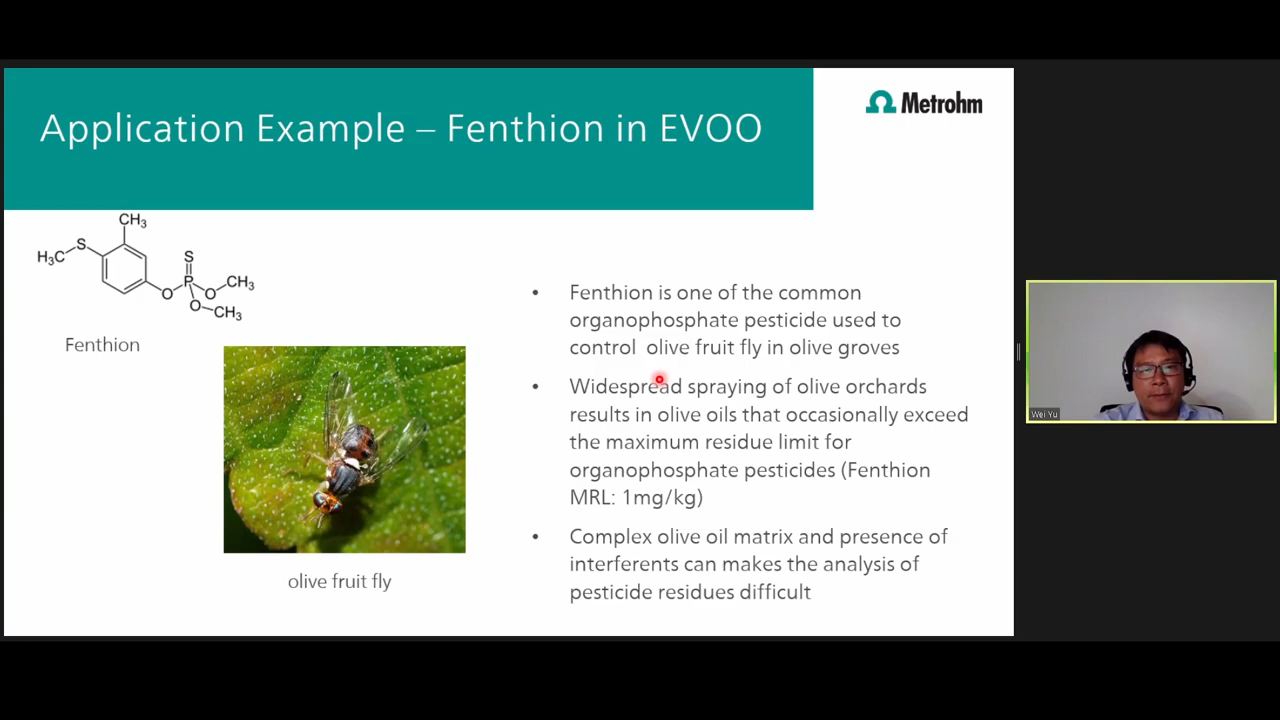 Application Example – Fenthion in EVOO
Metrohm
CH₃
H₃C
S
S
P
O
O
CH₃
O
CH₃
Fenthion
olive fruit fly
• Fenthion is one of the common
organophosphate pesticide used to
control olive fruit fly in olive groves
• Widespread spraying of olive orchards
results in olive oils that occasionally exceed
the maximum residue limit for
organophosphate pesticides (Fenthion
MRL: 1mg/kg)
• Complex olive oil matrix and presence of
interferents can makes the analysis of
pesticide residues difficult
Wei Yu